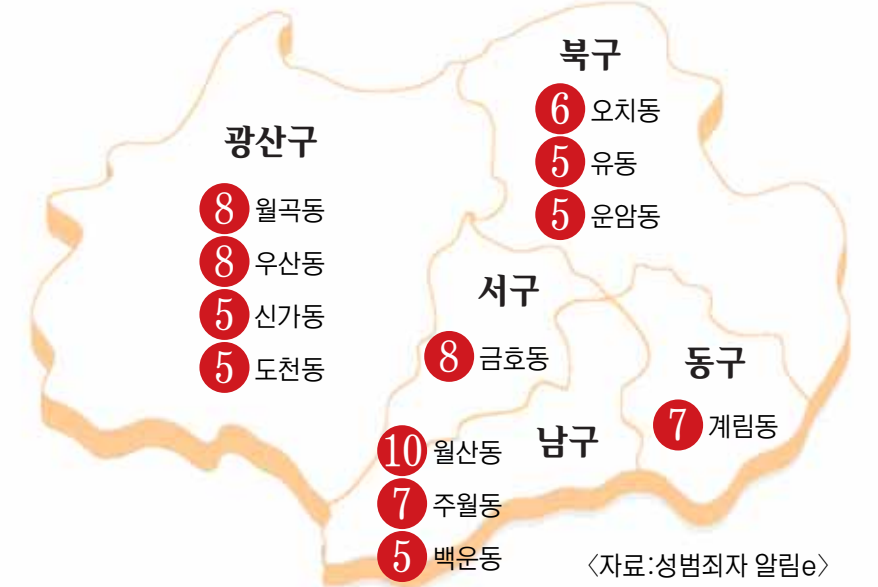 북구
6 오치동
5 유동
5 운암동
광산구
8 월곡동
8 우산동
5 신가동
5 도천동
서구
8 금호동
동구
7 계림동
남구
10 월산동
7 주월동
5 백운동
〈자료:성범죄자 알림e〉